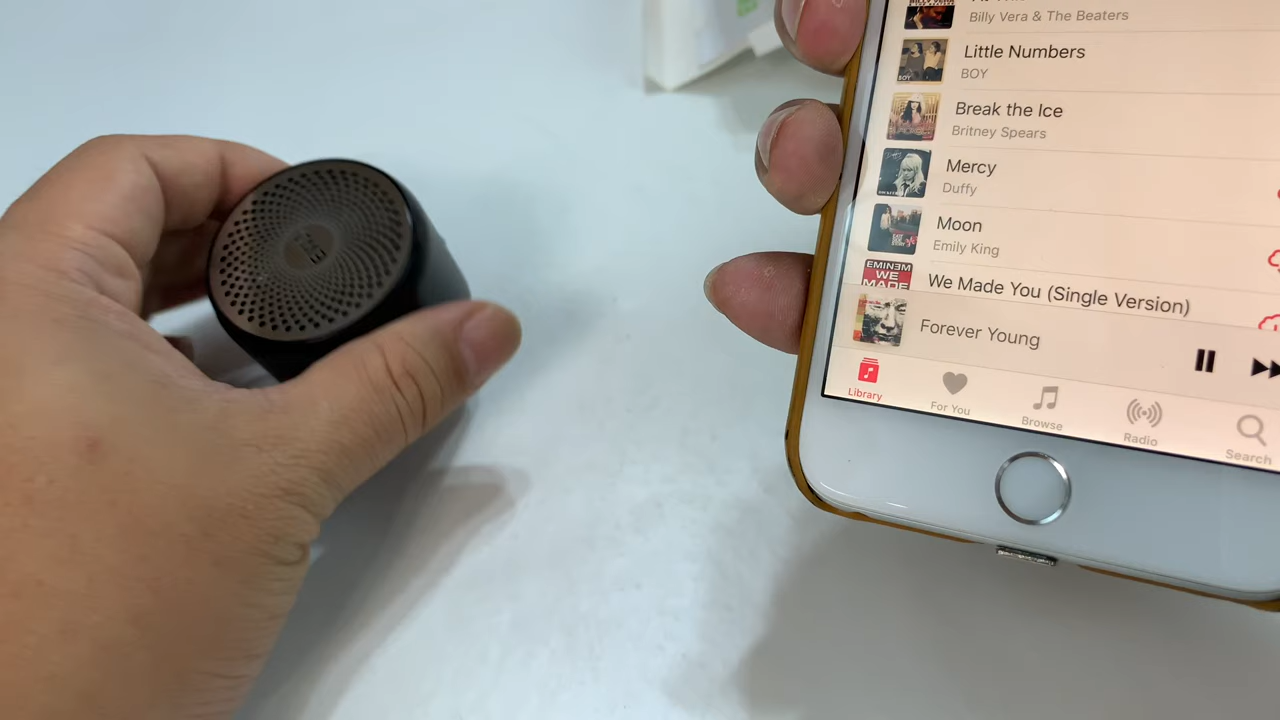 Billy Vera & The Beaters
Little Numbers
BOY
BOY
Break the Ice
Britney Spears
Mercy
Duffy
Moon
Emily King
EMINEM
WE
MADE
We Made You (Single Version)
Forever Young
Library
For You
Browse
Radio
Search